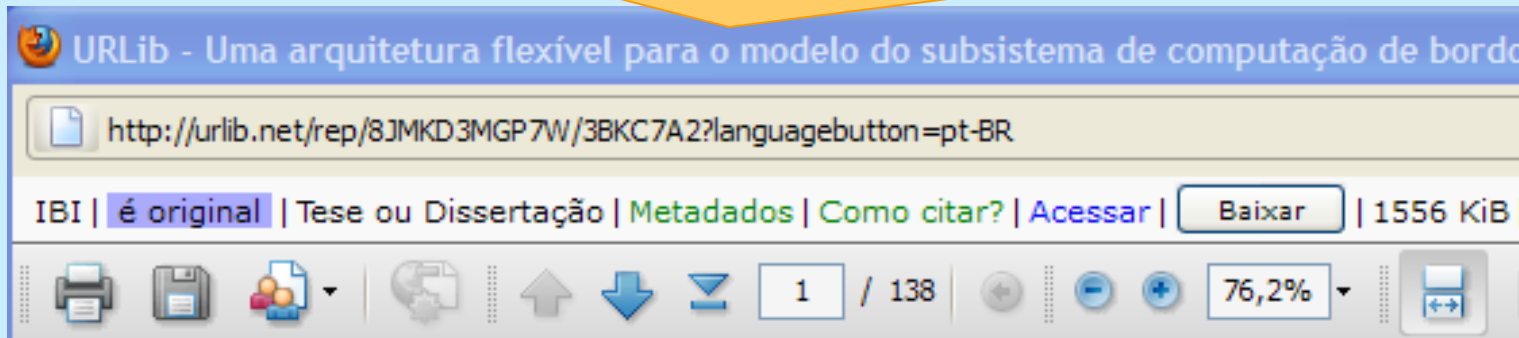 URLib - Uma arquitetura flexível para o modelo do subsistema de computação de bordo
http://urlib.net/rep/8JMKD3MGP7W/3BKC7A2?languagebutton=pt-BR
IBI | é original | Tese ou Dissertação | Metadados | Como citar? | Acessar | Baixar | 1556 KiB
1 / 138 76,2%